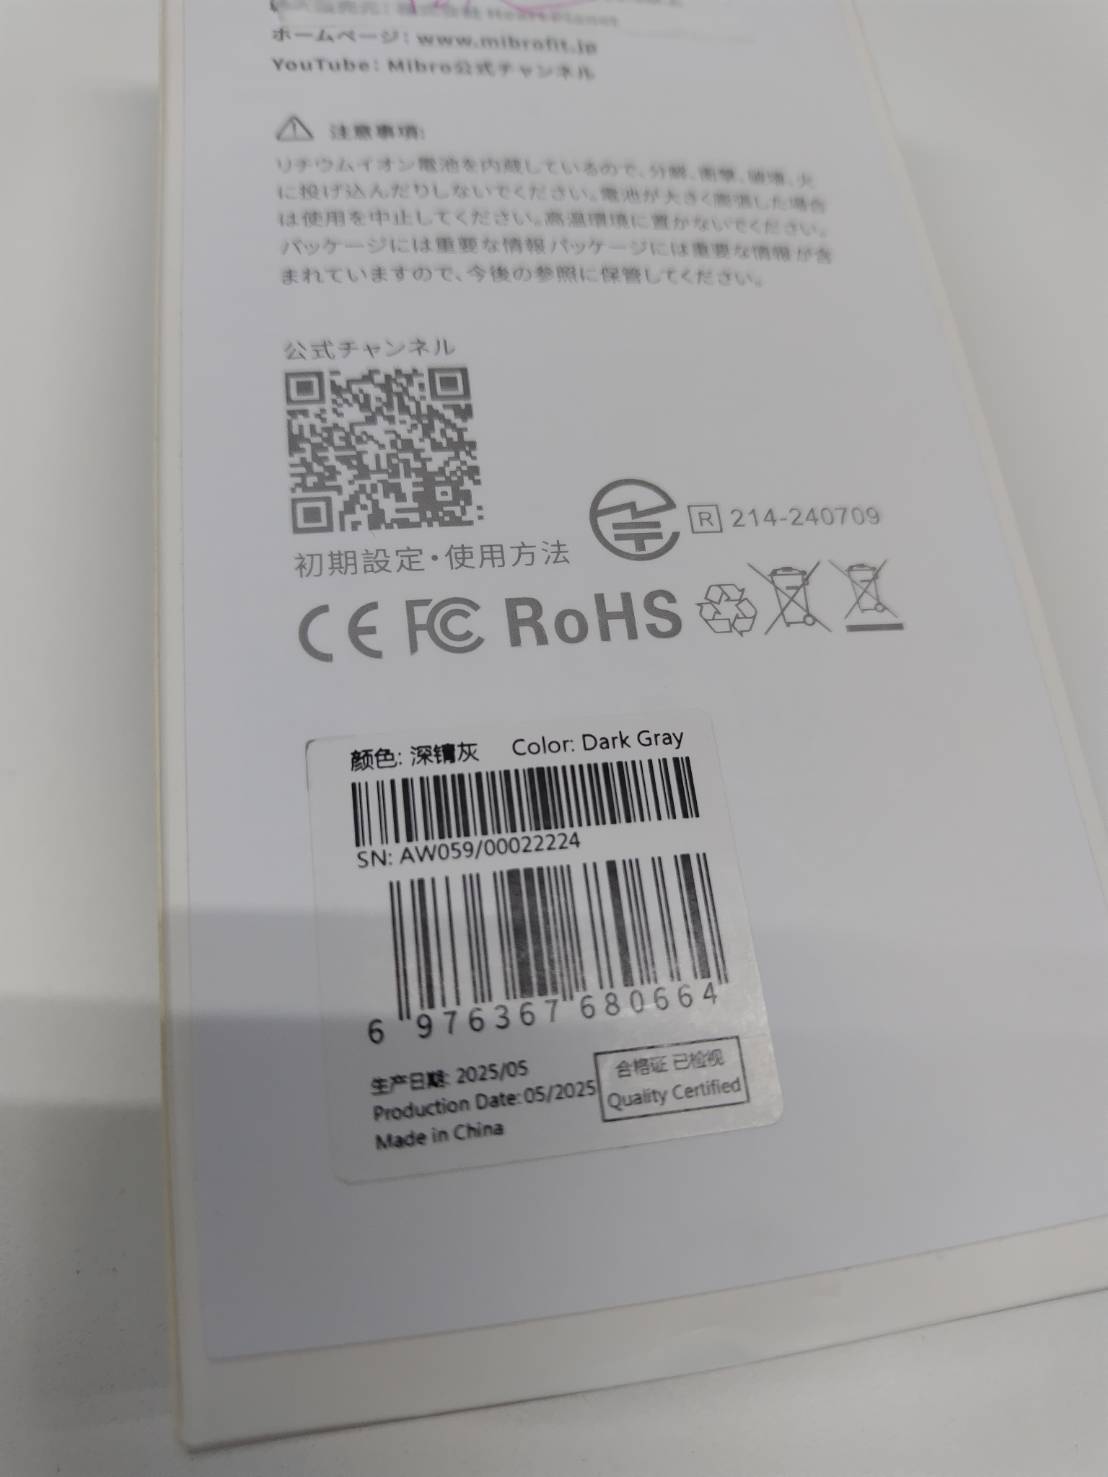 株式会社 HeartPlanet
ホームページ: www.mibrofit.jp
YouTube: Mibro公式チャンネル
注意事項:
リチウムイオン電池を内蔵しているので、分解、衝撃、破壊、火
に投げ込んだりしないでください。電池が大きく膨張した場合
は使用を中止してください。高温環境に置かないでください。
パッケージには重要な情報パッケージには重要な情報が含
まれていますので、今後の参照に保管してください。
公式チャンネル
初期設定・使用方法
R 214-240709
CE FC RoHS
颜色: 深锖灰 Color: Dark Gray
SN: AW059/00022224
6 976367 680664
生产日期: 2025/05
Production Date: 05/2025
Made in China
合格证 已检视
Quality Certified